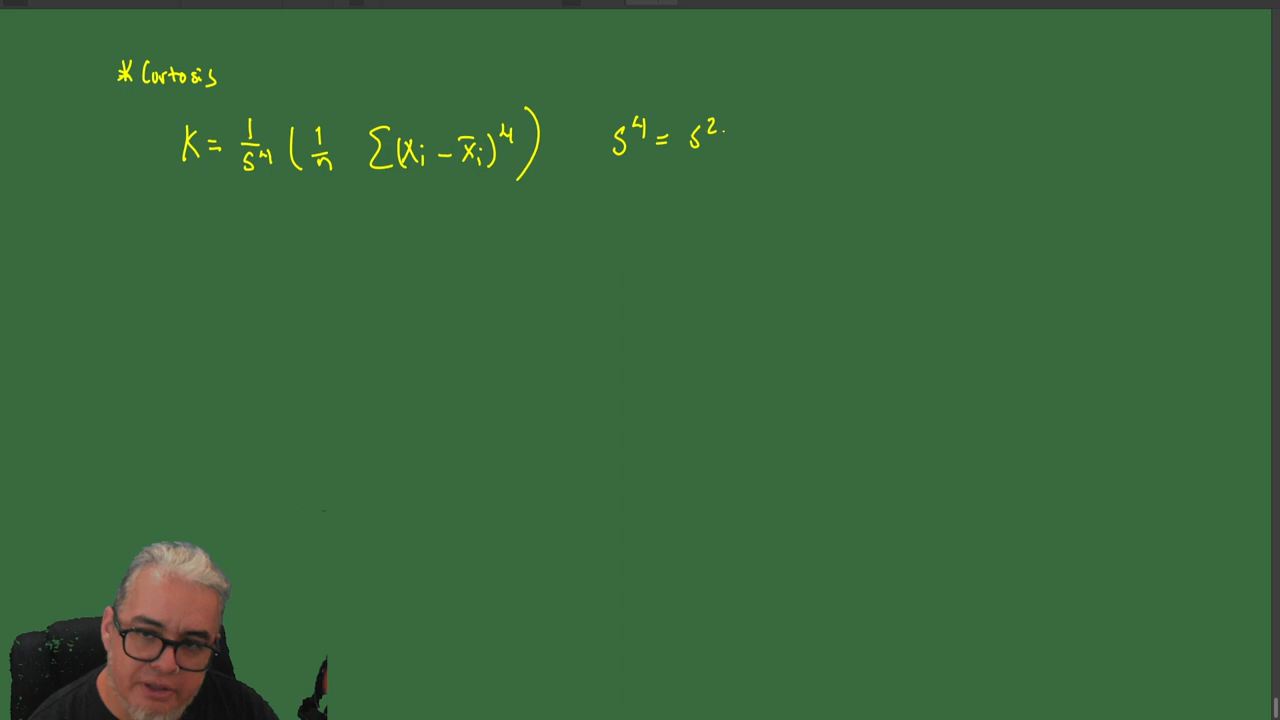 * Curtosis
K = 1/s⁴ ( 1/n ∑(xᵢ − x̄ᵢ)⁴ )    s⁴ = s²·